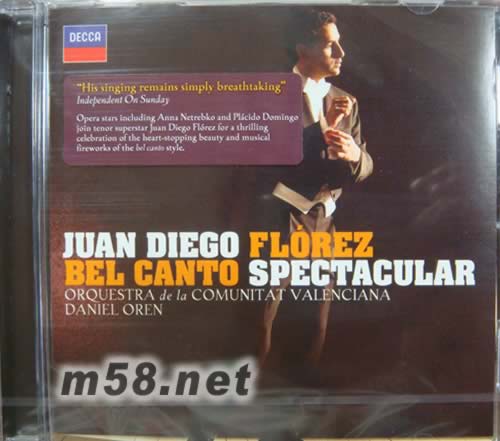 DECCA
"His singing remains simply breathtaking"
Independent On Sunday
Opera stars including Anna Netrebko and Plácido Domingo
join tenor superstar Juan Diego Flórez for a thrilling
celebration of the heart-stopping beauty and musical
fireworks of the bel canto style.
JUAN DIEGO FLÓREZ
BEL CANTO SPECTACULAR
ORQUESTRA de la COMUNITAT VALENCIANA
DANIEL OREN
m58.net